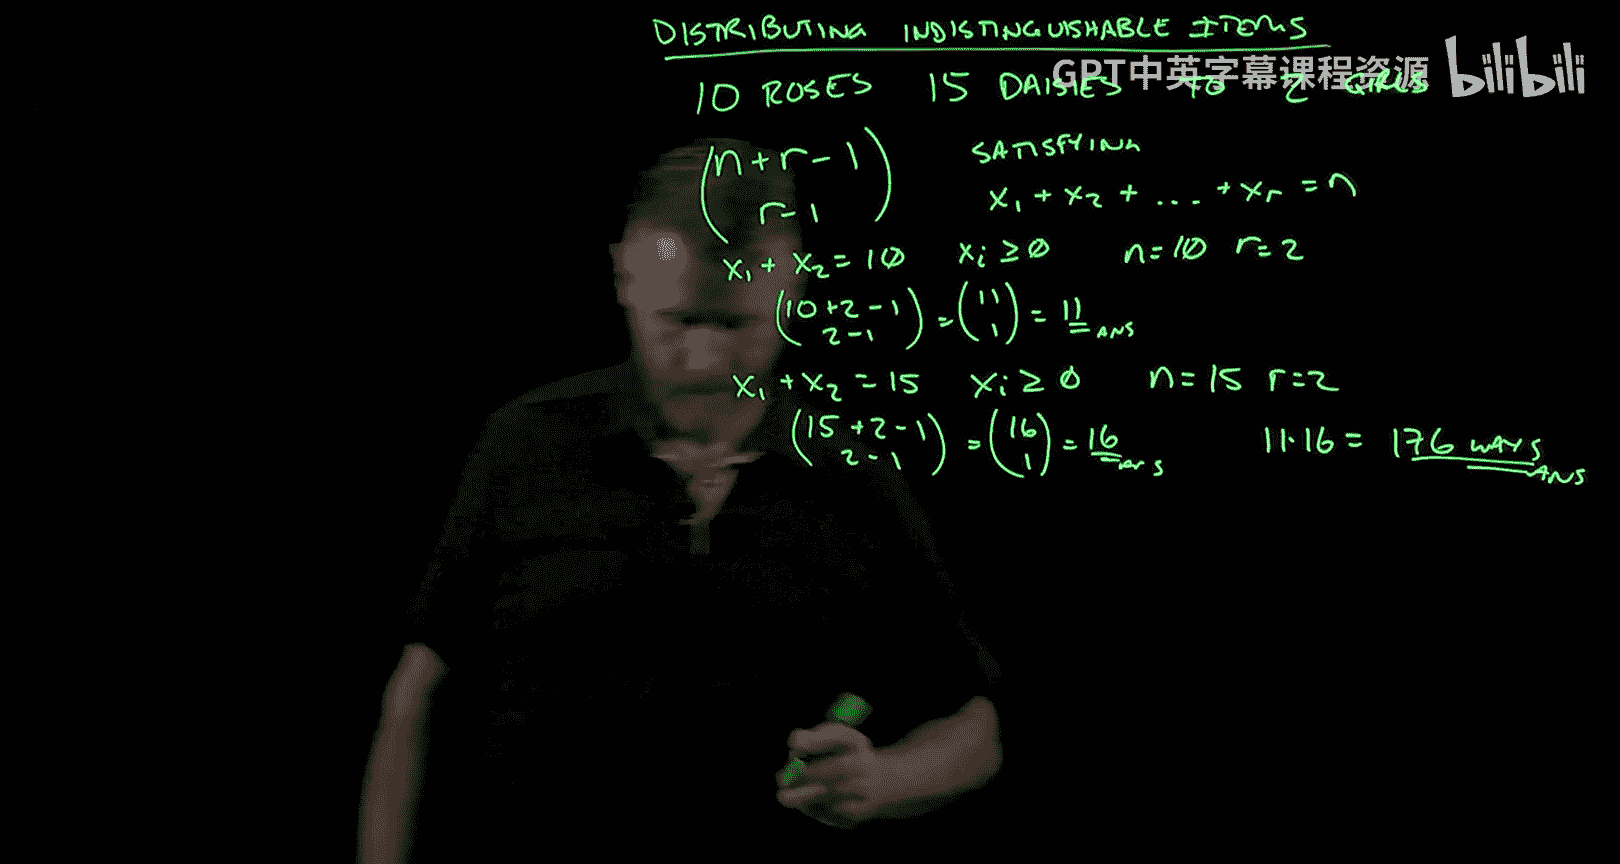 DISTRIBUTING INDISTINGUISHABLE ITEMS
GPT中英字幕课程资源 bilibili
10 ROSES 15 DAISIES TO 2 GIRLS
(n+r-1 r-1) SATISFYING
x₁ + x₂ + ... + xᵣ = n
x₁ + x₂ = 10 xᵢ ≥ 0 n=10 r=2
(10+2-1 2-1) = (11 1) = 11 ANS
x₁ + x₂ = 15 xᵢ ≥ 0 n=15 r=2
(15+2-1 2-1) = (16 1) = 16 ANS 11·16 = 176 WAYS ANS